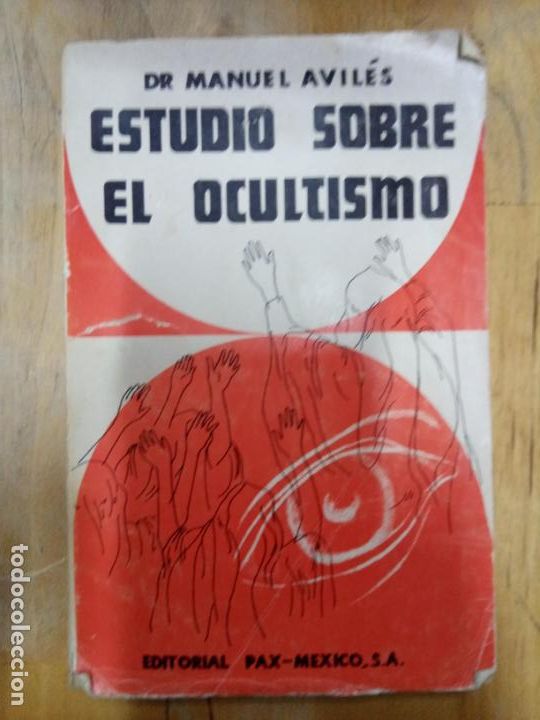 DR MANUEL AVILÉS
ESTUDIO SOBRE
EL OCULTISMO
EDITORIAL PAX-MEXICO, S.A.
todocoleccion